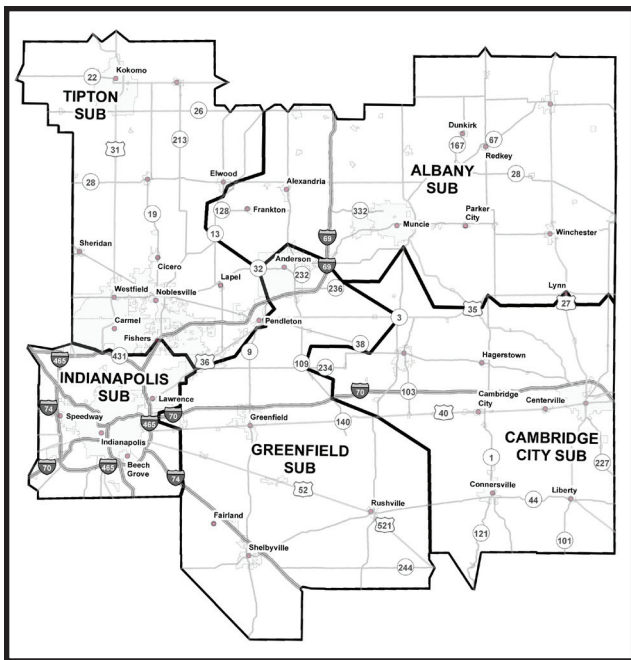 Kokomo
22
TIPTON
SUB
26
213
31
Dunkirk
67
167
Redkey
ALBANY
SUB
28
28
Elwood
Alexandria
128
Frankton
332
19
13
Muncie
Parker
City
Winchester
69
Sheridan
Cicero
Anderson
32
232
69
Lapel
236
Westfield
Noblesville
Lynn
27
35
Carmel
Pendleton
3
Fishers
9
38
465
431
36
109
234
Hagerstown
INDIANAPOLIS
SUB
70
103
Lawrence
74
Speedway
70
465
Greenfield
140
40
Cambridge
City
Centerville
Indianapolis
GREENFIELD
SUB
CAMBRIDGE
CITY SUB
Beech
Grove
70
465
74
1
227
52
Connersville
44
Liberty
Rushville
Fairland
521
121
101
Shelbyville
244